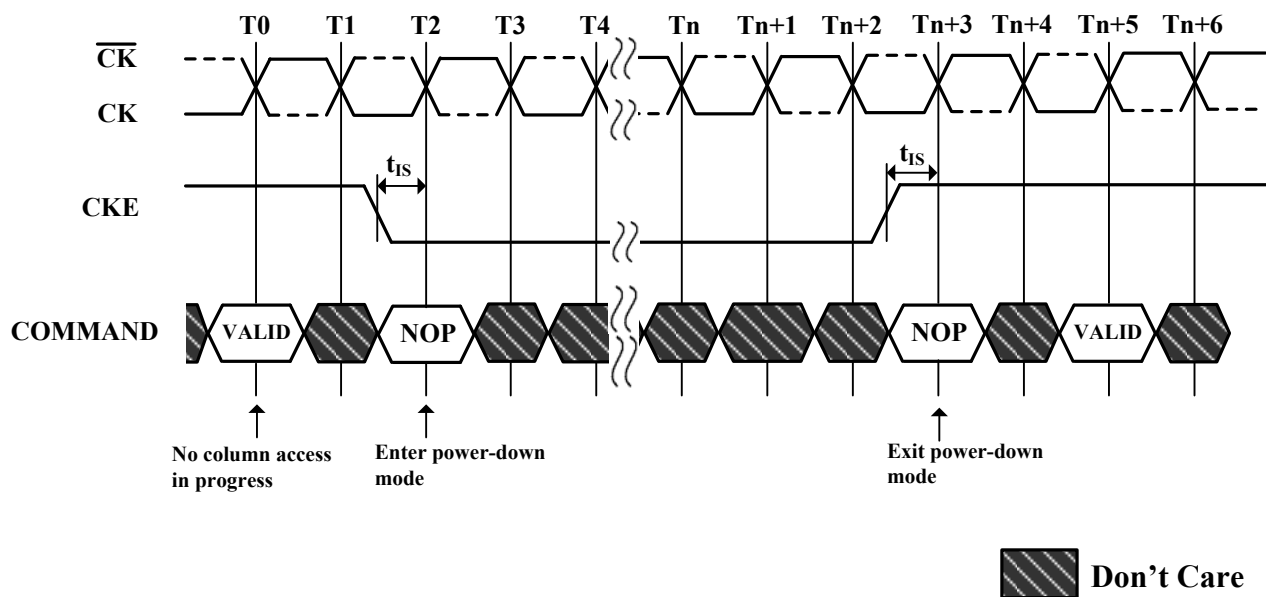 T0 T1 T2 T3 T4 Tn Tn+1 Tn+2 Tn+3 Tn+4 Tn+5 Tn+6
C̅K̅
CK
tIS tIS
CKE
COMMAND VALID NOP NOP VALID
No column access
in progress
Enter power-down
mode
Exit power-down
mode
Don't Care